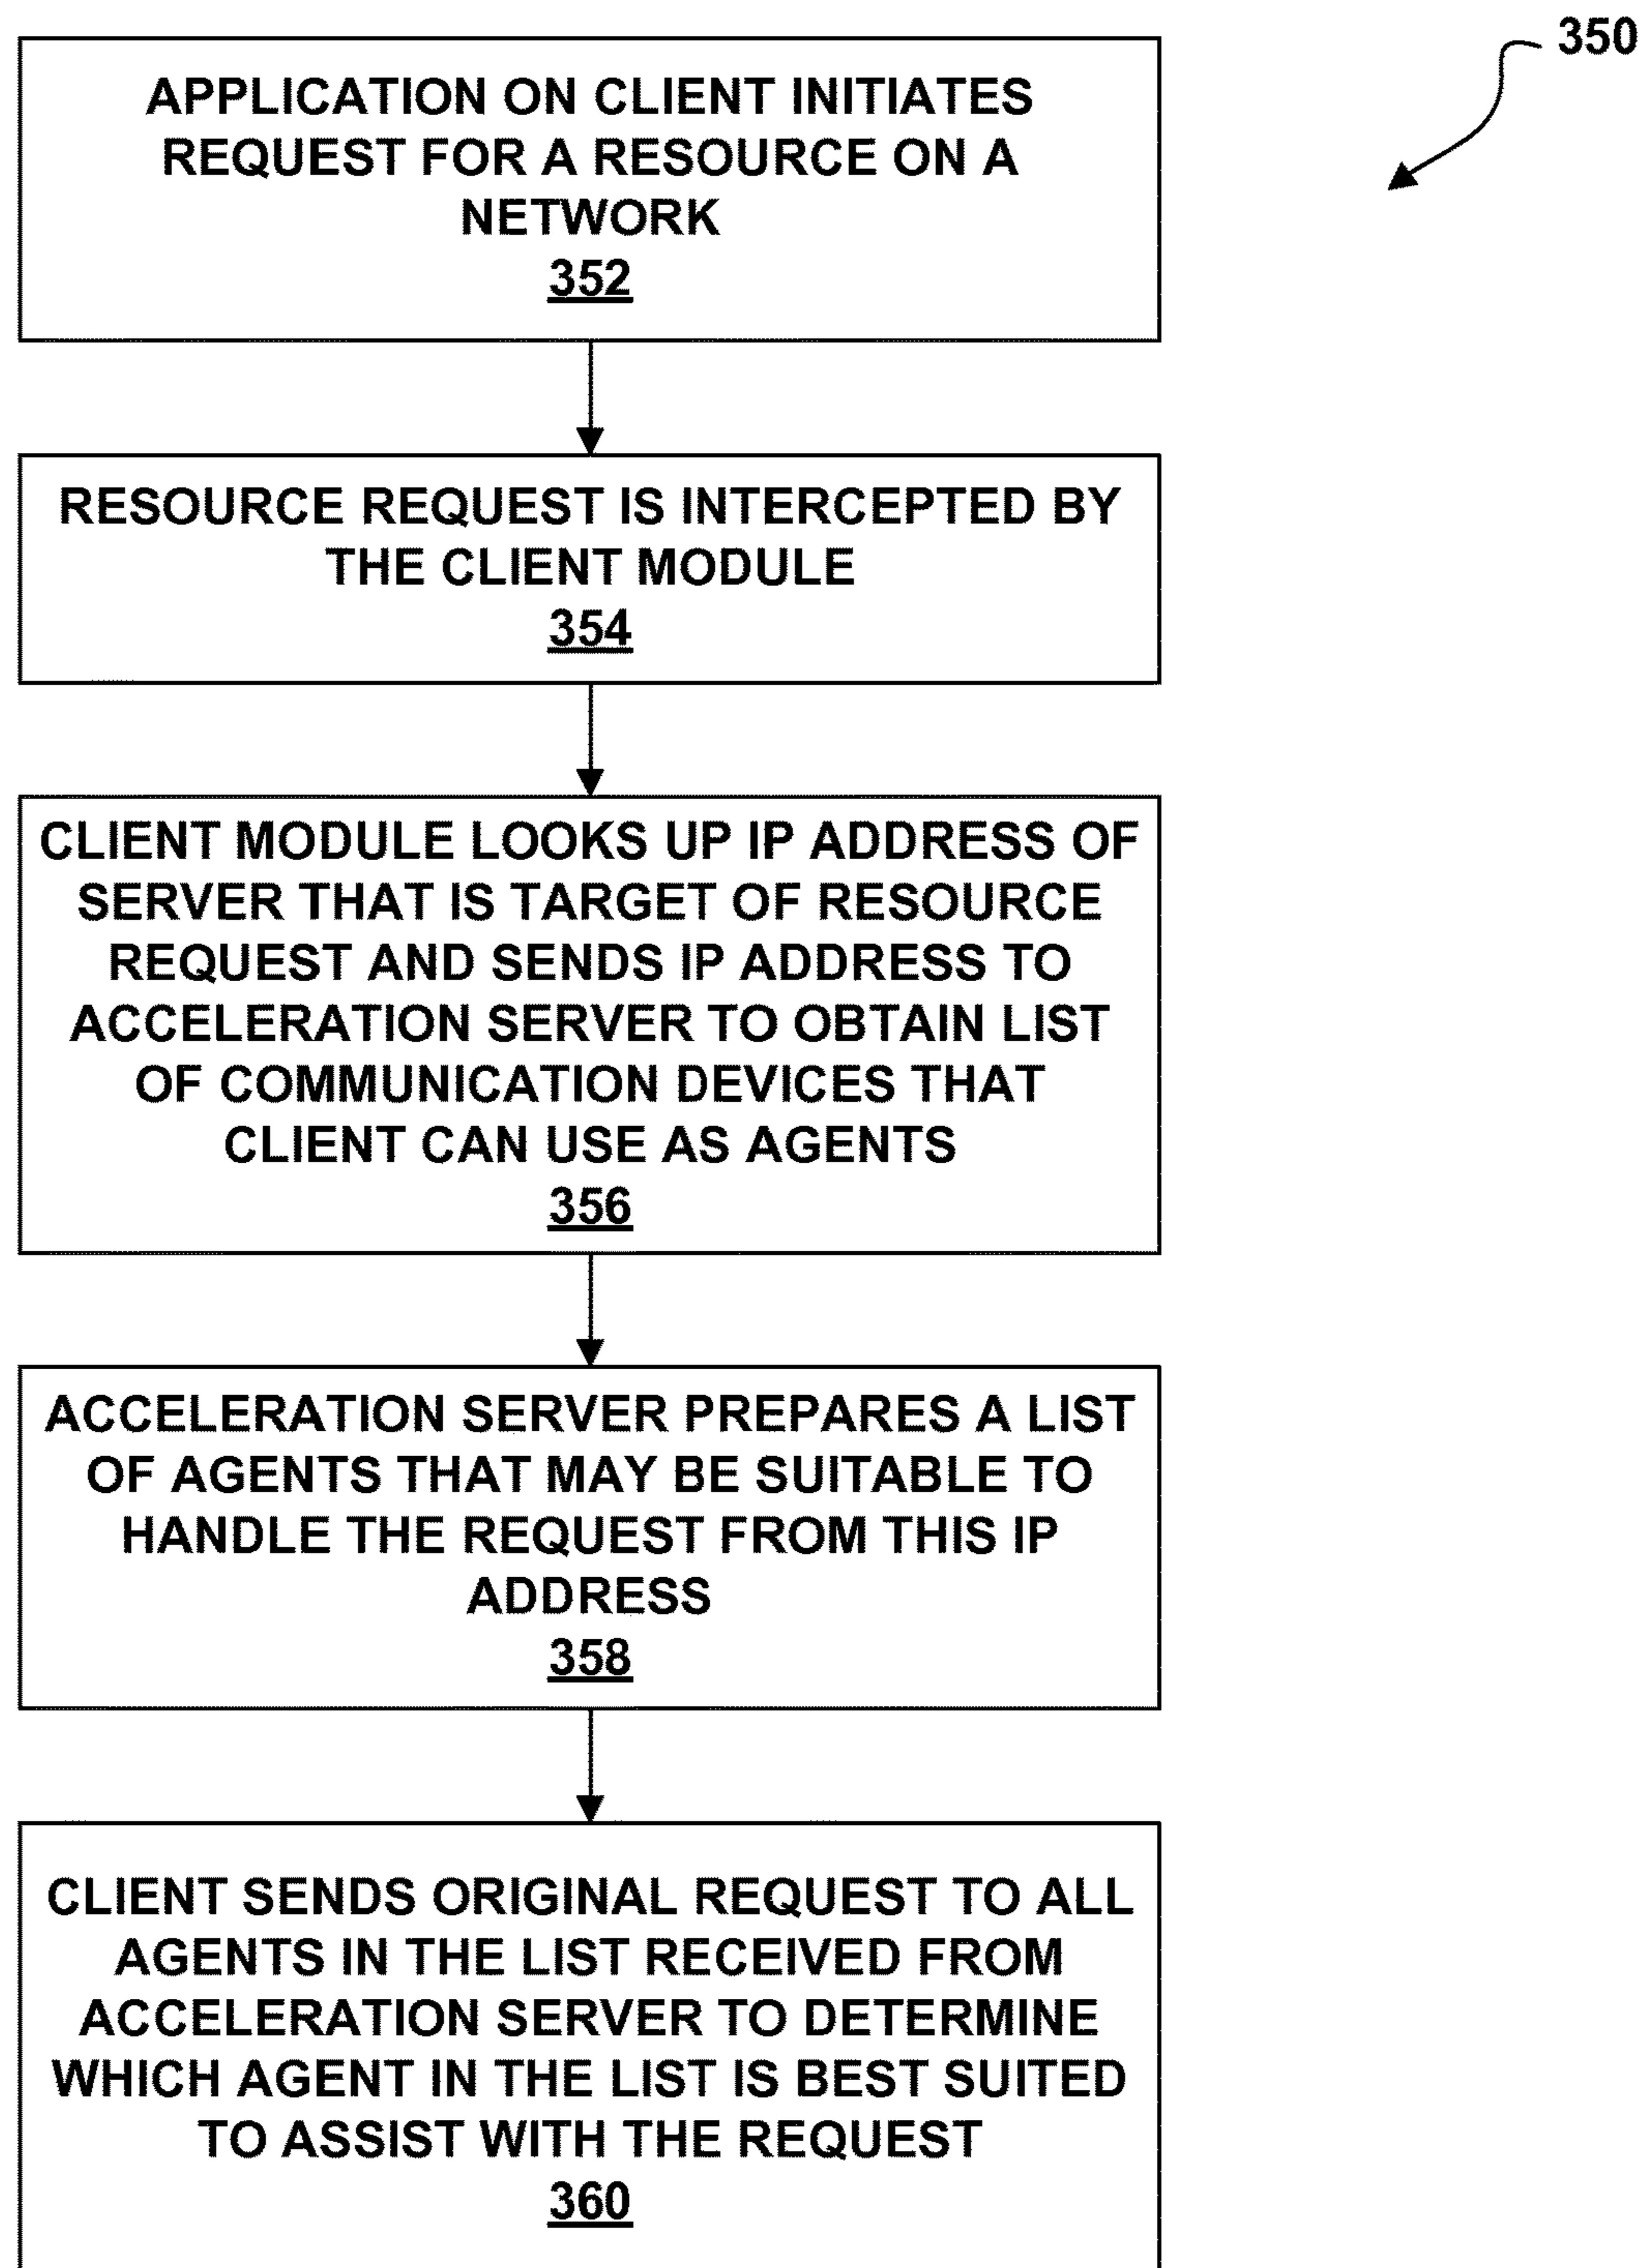 350
APPLICATION ON CLIENT INITIATES
REQUEST FOR A RESOURCE ON A
NETWORK
352
RESOURCE REQUEST IS INTERCEPTED BY
THE CLIENT MODULE
354
CLIENT MODULE LOOKS UP IP ADDRESS OF
SERVER THAT IS TARGET OF RESOURCE
REQUEST AND SENDS IP ADDRESS TO
ACCELERATION SERVER TO OBTAIN LIST
OF COMMUNICATION DEVICES THAT
CLIENT CAN USE AS AGENTS
356
ACCELERATION SERVER PREPARES A LIST
OF AGENTS THAT MAY BE SUITABLE TO
HANDLE THE REQUEST FROM THIS IP
ADDRESS
358
CLIENT SENDS ORIGINAL REQUEST TO ALL
AGENTS IN THE LIST RECEIVED FROM
ACCELERATION SERVER TO DETERMINE
WHICH AGENT IN THE LIST IS BEST SUITED
TO ASSIST WITH THE REQUEST
360